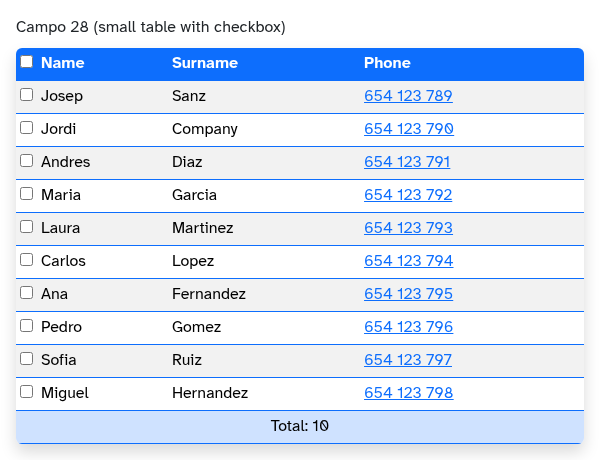 Campo 28 (small table with checkbox)
Name Surname Phone
Josep Sanz 654 123 789
Jordi Company 654 123 790
Andres Diaz 654 123 791
Maria Garcia 654 123 792
Laura Martinez 654 123 793
Carlos Lopez 654 123 794
Ana Fernandez 654 123 795
Pedro Gomez 654 123 796
Sofia Ruiz 654 123 797
Miguel Hernandez 654 123 798
Total: 10